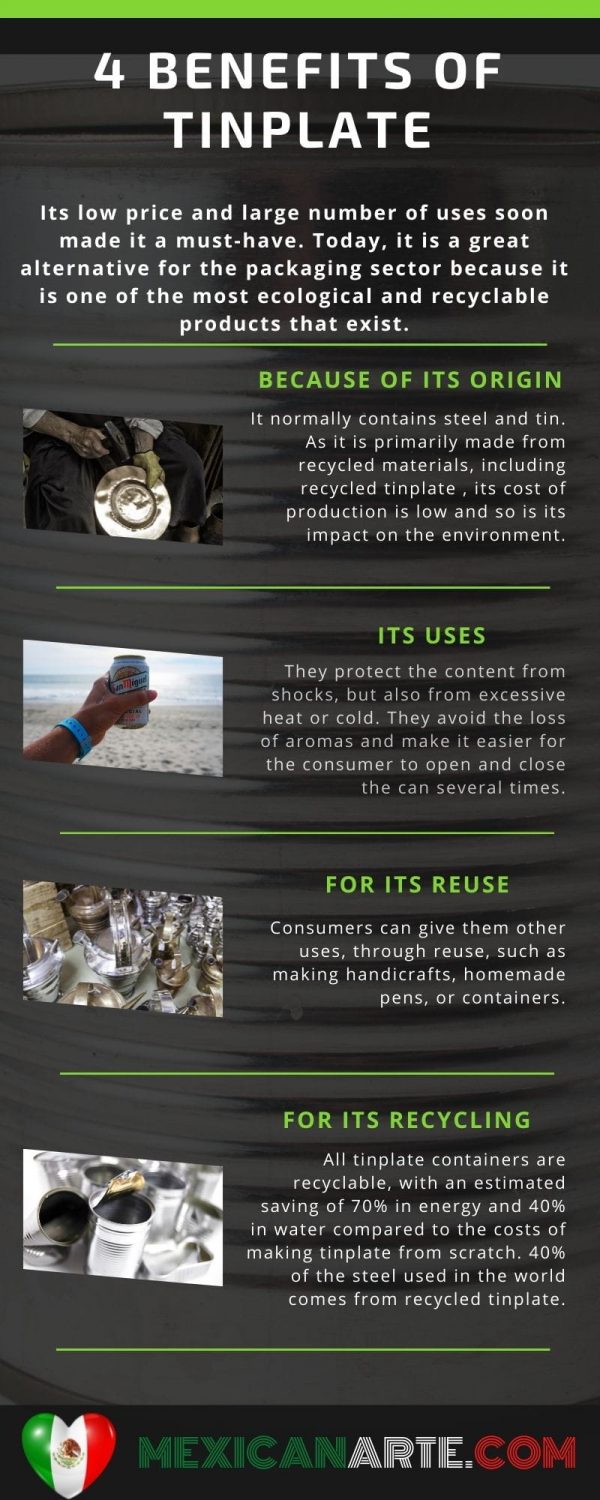 4 BENEFITS OF
TINPLATE
Its low price and large number of uses soon
made it a must-have. Today, it is a great
alternative for the packaging sector because it
is one of the most ecological and recyclable
products that exist.
BECAUSE OF ITS ORIGIN
It normally contains steel and tin.
As it is primarily made from
recycled materials, including
recycled tinplate , its cost of
production is low and so is its
impact on the environment.
ITS USES
They protect the content from
shocks, but also from excessive
heat or cold. They avoid the loss
of aromas and make it easier for
the consumer to open and close
the can several times.
FOR ITS REUSE
Consumers can give them other
uses, through reuse, such as
making handicrafts, homemade
pens, or containers.
FOR ITS RECYCLING
All tinplate containers are
recyclable, with an estimated
saving of 70% in energy and 40%
in water compared to the costs of
making tinplate from scratch. 40%
of the steel used in the world
comes from recycled tinplate.
MEXICANARTE.COM